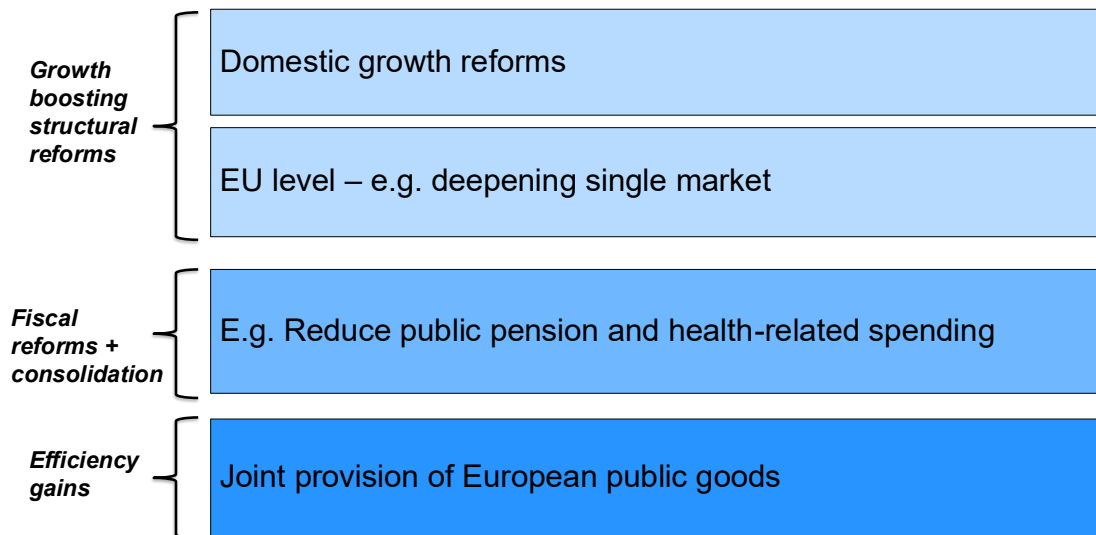 Growth
boosting
structural
reforms
Domestic growth reforms
EU level – e.g. deepening single market
Fiscal
reforms +
consolidation
E.g. Reduce public pension and health-related spending
Efficiency
gains
Joint provision of European public goods